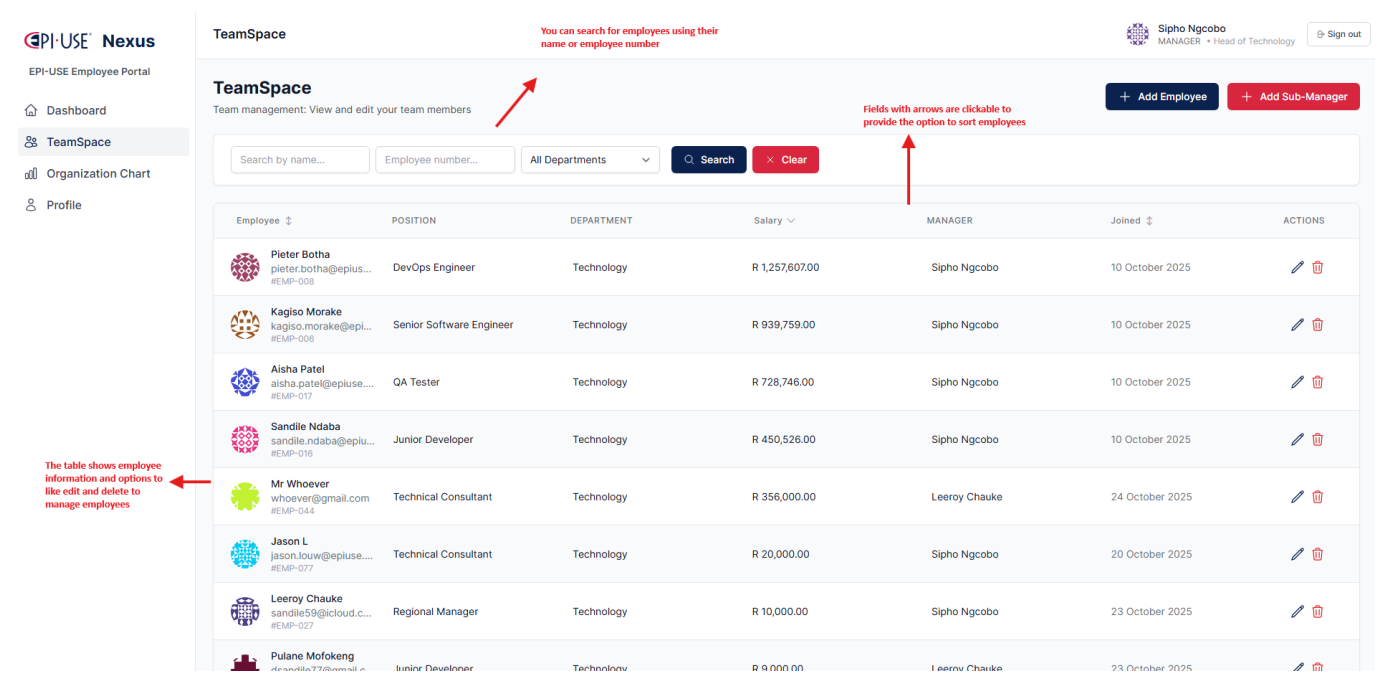 EPI·USE® Nexus
EPI-USE Employee Portal
Dashboard
TeamSpace
Organization Chart
Profile
TeamSpace
You can search for employees using their
name or employee number
Sipho Ngcobo
MANAGER • Head of Technology
Sign out
TeamSpace
Team management: View and edit your team members
Fields with arrows are clickable to
provide the option to sort employees
+ Add Employee
+ Add Sub-Manager
Search by name...
Employee number...
All Departments
Search
× Clear
Employee POSITION DEPARTMENT Salary MANAGER Joined ACTIONS
Pieter Botha
pieter.botha@epius...
#EMP-008
DevOps Engineer Technology R 1,257,607.00 Sipho Ngcobo 10 October 2025
Kagiso Morake
kagiso.morake@epi...
#EMP-006
Senior Software Engineer Technology R 939,759.00 Sipho Ngcobo 10 October 2025
Aisha Patel
aisha.patel@epiuse....
#EMP-017
QA Tester Technology R 728,746.00 Sipho Ngcobo 10 October 2025
Sandile Ndaba
sandile.ndaba@epiu...
#EMP-016
Junior Developer Technology R 450,526.00 Sipho Ngcobo 10 October 2025
The table shows employee
information and options to
like edit and delete to
manage employees
Mr Whoever
whoever@gmail.com
#EMP-044
Technical Consultant Technology R 356,000.00 Leeroy Chauke 24 October 2025
Jason L
jason.louw@epiuse....
#EMP-077
Technical Consultant Technology R 20,000.00 Sipho Ngcobo 20 October 2025
Leeroy Chauke
sandile59@icloud.c...
#EMP-027
Regional Manager Technology R 10,000.00 Sipho Ngcobo 23 October 2025
Pulane Mofokeng
dsandile77@gmail.c...
Junior Developer Technology R 9,000.00 Leeroy Chauke 23 October 2025